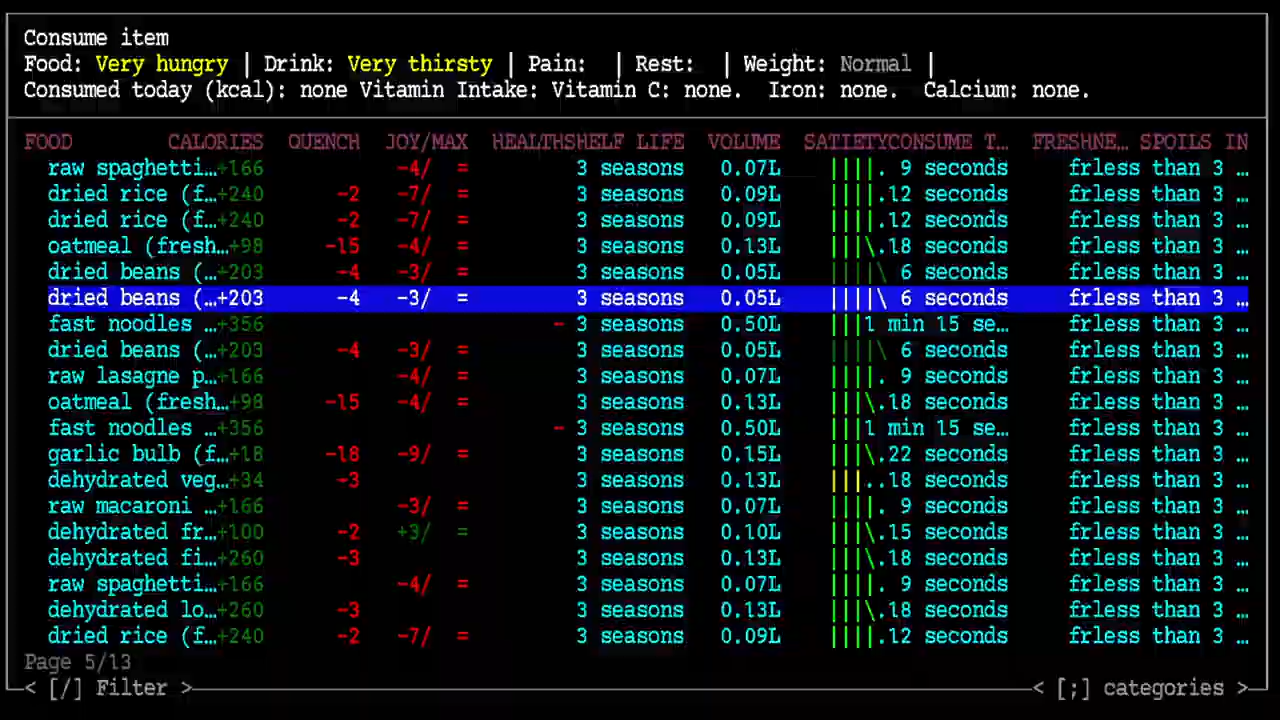 Consume item
Food: Very hungry | Drink: Very thirsty | Pain: | Rest: | Weight: Normal |
Consumed today (kcal): none Vitamin Intake: Vitamin C: none. Iron: none. Calcium: none.
FOOD CALORIES QUENCH JOY/MAX HEALTHSHELF LIFE VOLUME SATIETYCONSUME T… FRESHNE… SPOILS IN
raw spaghetti…+166 -4/ = 3 seasons 0.07L ||||. 9 seconds frless than 3 …
dried rice (f…+240 -2 -7/ = 3 seasons 0.09L ||||.12 seconds frless than 3 …
dried rice (f…+240 -2 -7/ = 3 seasons 0.09L ||||.12 seconds frless than 3 …
oatmeal (fresh…+98 -15 -4/ = 3 seasons 0.13L |||\.18 seconds frless than 3 …
dried beans (…+203 -4 -3/ = 3 seasons 0.05L ||||\ 6 seconds frless than 3 …
dried beans (…+203 -4 -3/ = 3 seasons 0.05L ||||\ 6 seconds frless than 3 …
fast noodles …+356 - 3 seasons 0.50L |||1 min 15 se… frless than 3 …
dried beans (…+203 -4 -3/ = 3 seasons 0.05L ||||\ 6 seconds frless than 3 …
raw lasagne p…+166 -4/ = 3 seasons 0.07L ||||. 9 seconds frless than 3 …
oatmeal (fresh…+98 -15 -4/ = 3 seasons 0.13L |||\.18 seconds frless than 3 …
fast noodles …+356 - 3 seasons 0.50L |||1 min 15 se… frless than 3 …
garlic bulb (f…+18 -18 -9/ = 3 seasons 0.15L |||\.22 seconds frless than 3 …
dehydrated veg…+34 -3 3 seasons 0.13L |||..18 seconds frless than 3 …
raw macaroni …+166 -3/ = 3 seasons 0.07L ||||. 9 seconds frless than 3 …
dehydrated fr…+100 -2 +3/ = 3 seasons 0.10L |||\.15 seconds frless than 3 …
dehydrated fi…+260 -3 3 seasons 0.13L |||\.18 seconds frless than 3 …
raw spaghetti…+166 -4/ = 3 seasons 0.07L ||||. 9 seconds frless than 3 …
dehydrated lo…+260 -3 3 seasons 0.13L |||\.18 seconds frless than 3 …
dried rice (f…+240 -2 -7/ = 3 seasons 0.09L ||||.12 seconds frless than 3 …
Page 5/13
< [/] Filter > < [;] categories >